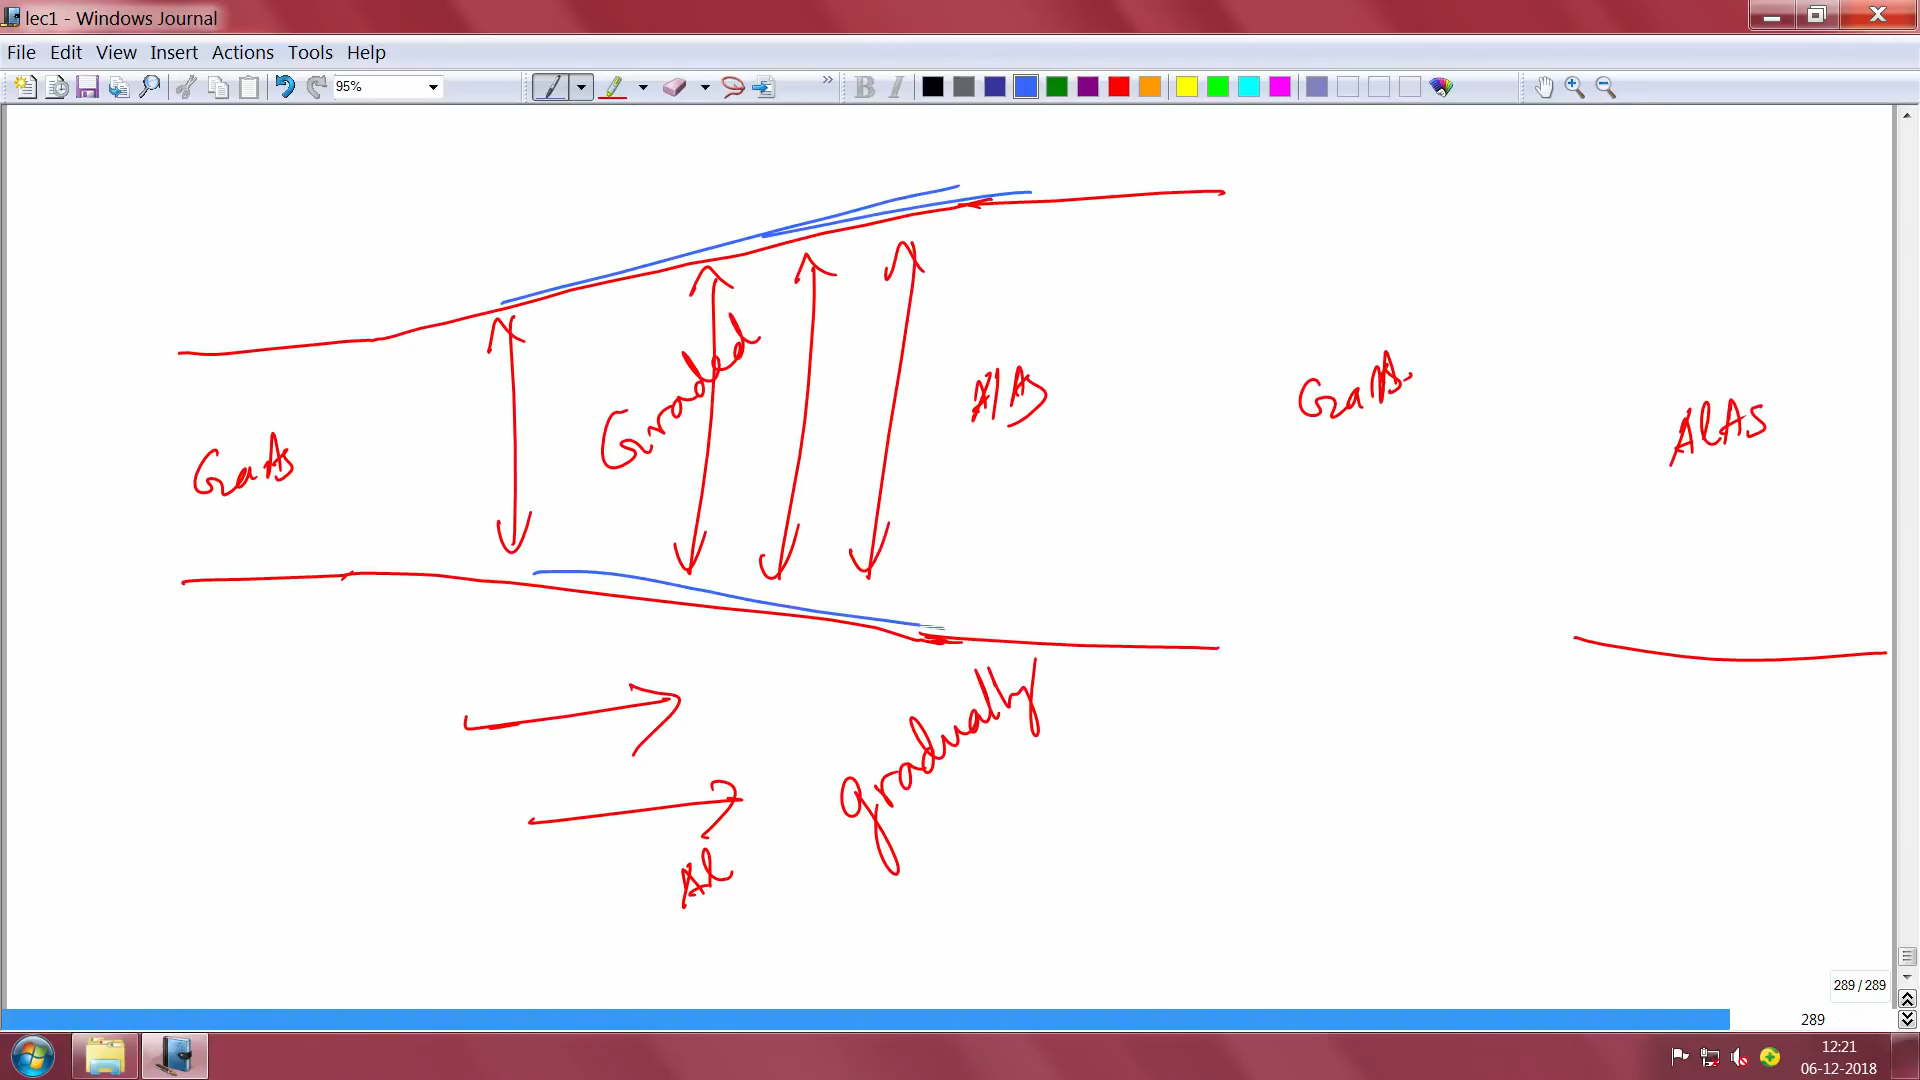 lec1 - Windows Journal
File Edit View Insert Actions Tools Help
95%
B I
Graded
GaAs
AlAs
GaAs
AlAs
gradually
Al
289 / 289
289
12:21
06-12-2018